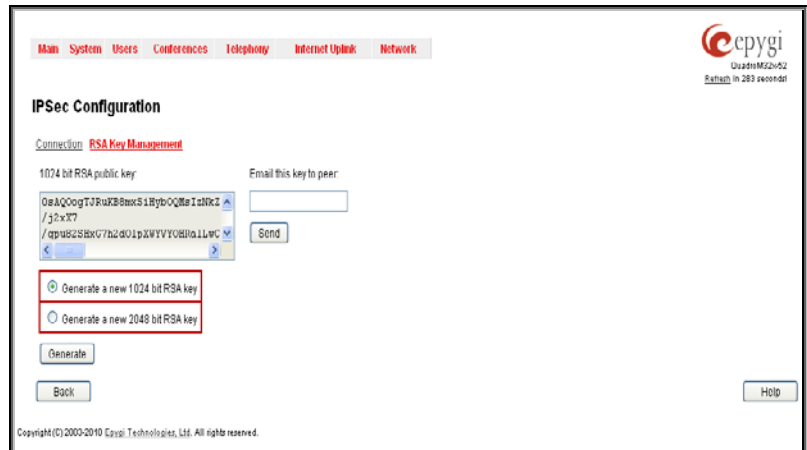 Main System Users Conferences Telephony Internet Uplink Network
epygi
QuadroM32x52
Refresh in 283 seconds!
IPSec Configuration
Connection RSA Key Management
1024 bit RSA public key:
Email this key to peer:
/j2xX7
Send
Generate a new 1024 bit RSA key
Generate a new 2048 bit RSA key
Generate
Back
Help
Copyright (C) 2003-2010 Epygi Technologies, Ltd. All rights reserved.